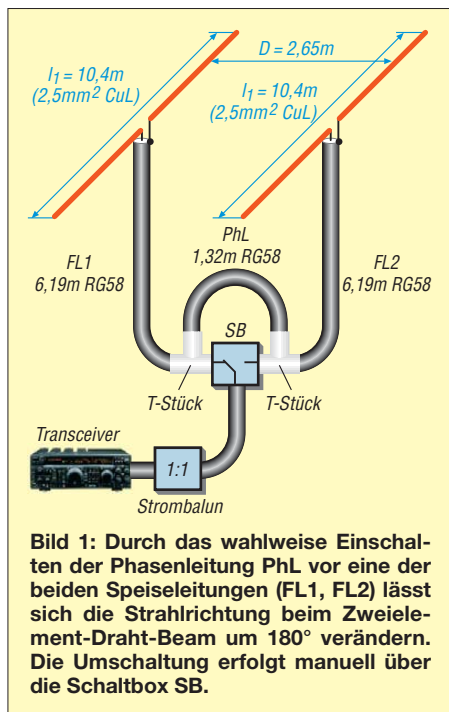 l1 = 10,4m
(2,5mm² CuL)
D = 2,65m
l1 = 10,4m
(2,5mm² CuL)
FL1
6,19m RG58
PhL
1,32m RG58
FL2
6,19m RG58
SB
T-Stück
T-Stück
Transceiver
1:1
Strombalun
Bild 1: Durch das wahlweise Einschal-
ten der Phasenleitung PhL vor eine der
beiden Speiseleitungen (FL1, FL2) lässt
sich die Strahlrichtung beim Zweiele-
ment-Draht-Beam um 180° verändern.
Die Umschaltung erfolgt manuell über
die Schaltbox SB.